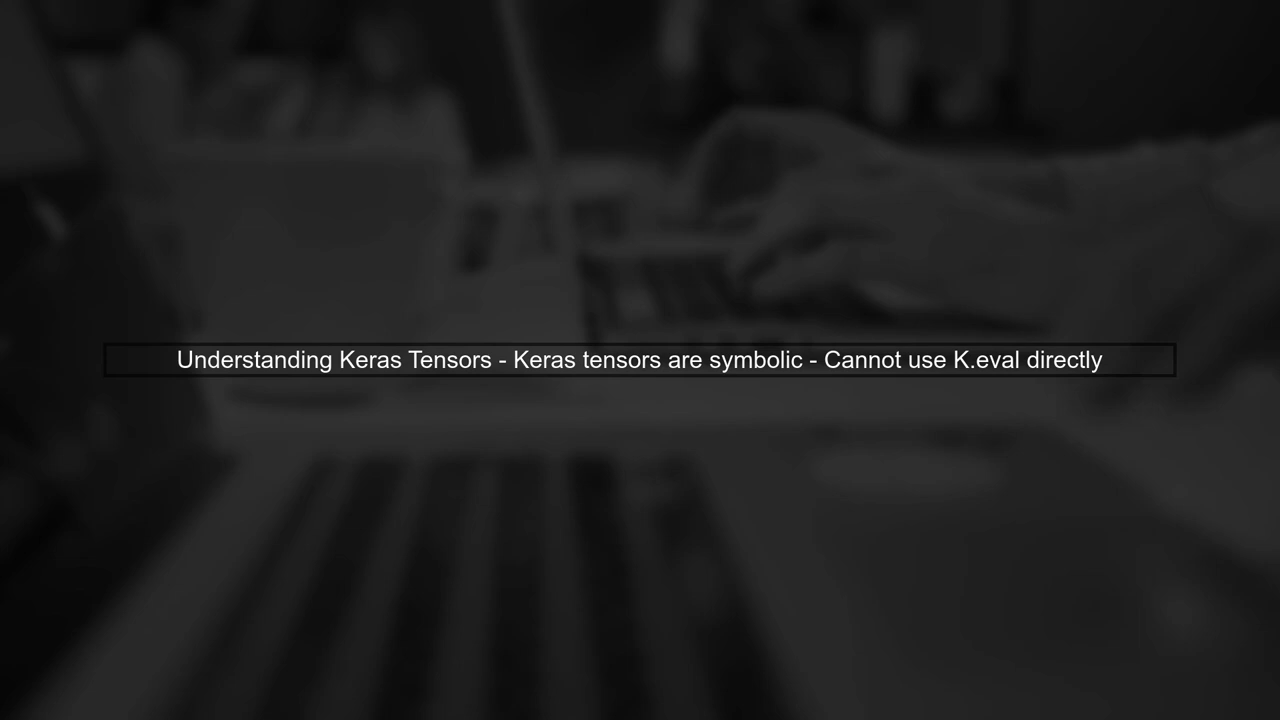 Understanding Keras Tensors - Keras tensors are symbolic - Cannot use K.eval directly